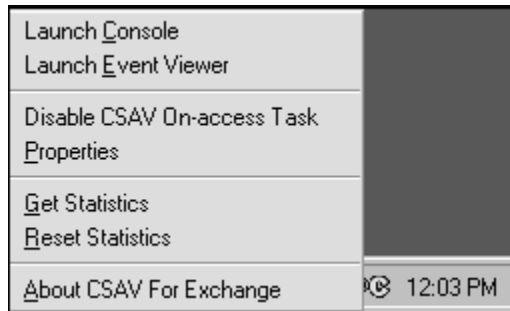 Launch Console
Launch Event Viewer
Disable CSAV On-access Task
Properties
Get Statistics
Reset Statistics
About CSAV For Exchange
12:03 PM